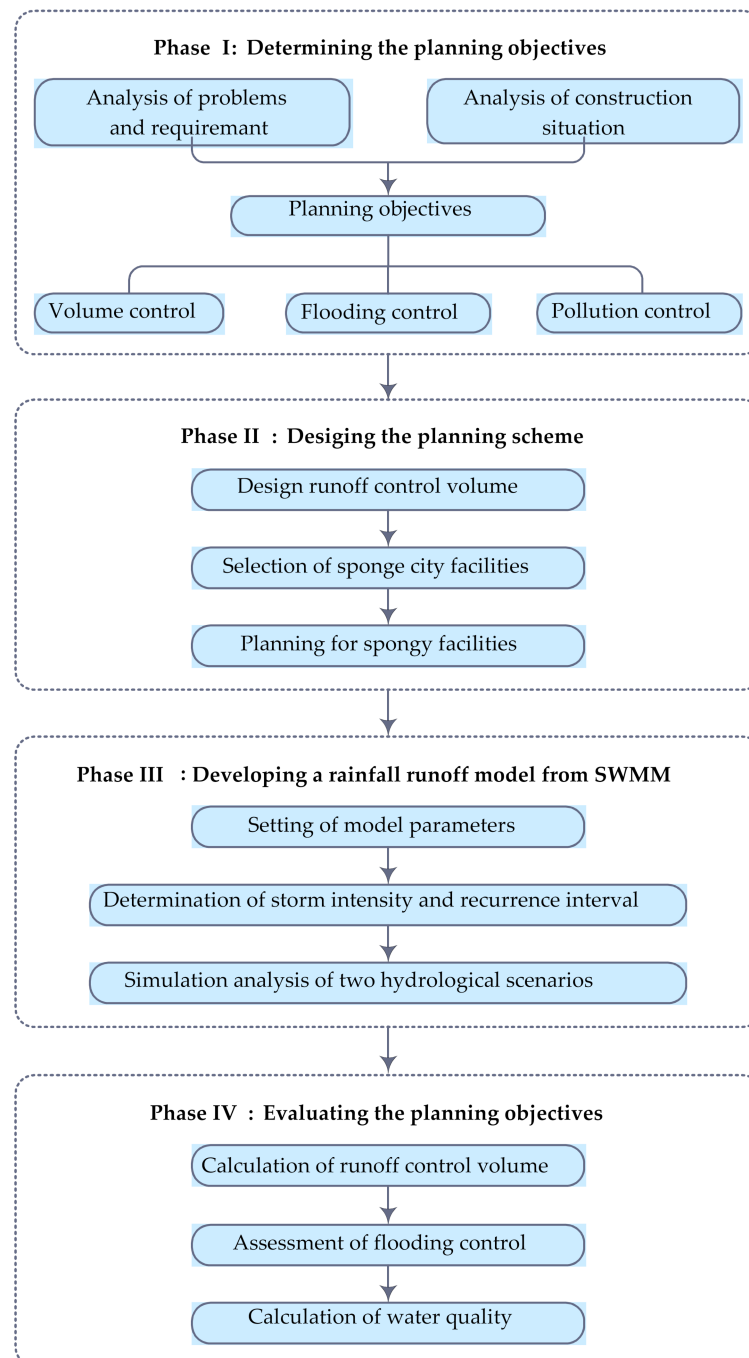 Phase I: Determining the planning objectives
Analysis of problems
and requiremant
Analysis of construction
situation
Planning objectives
Volume control
Flooding control
Pollution control
Phase II : Desiging the planning scheme
Design runoff control volume
Selection of sponge city facilities
Planning for spongy facilities
Phase III : Developing a rainfall runoff model from SWMM
Setting of model parameters
Determination of storm intensity and recurrence interval
Simulation analysis of two hydrological scenarios
Phase IV : Evaluating the planning objectives
Calculation of runoff control volume
Assessment of flooding control
Calculation of water quality